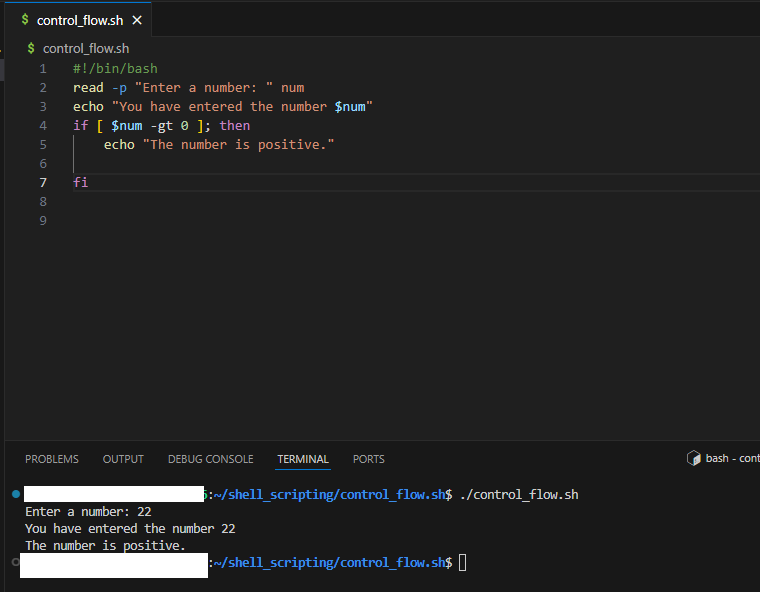 $ control_flow.sh ×
$ control_flow.sh
1 #!/bin/bash
2 read -p "Enter a number: " num
3 echo "You have entered the number $num"
4 if [ $num -gt 0 ]; then
5     echo "The number is positive."
6
7 fi
8
9
PROBLEMS OUTPUT DEBUG CONSOLE TERMINAL PORTS bash - cont
:~/shell_scripting/control_flow.sh$ ./control_flow.sh
Enter a number: 22
You have entered the number 22
The number is positive.
:~/shell_scripting/control_flow.sh$